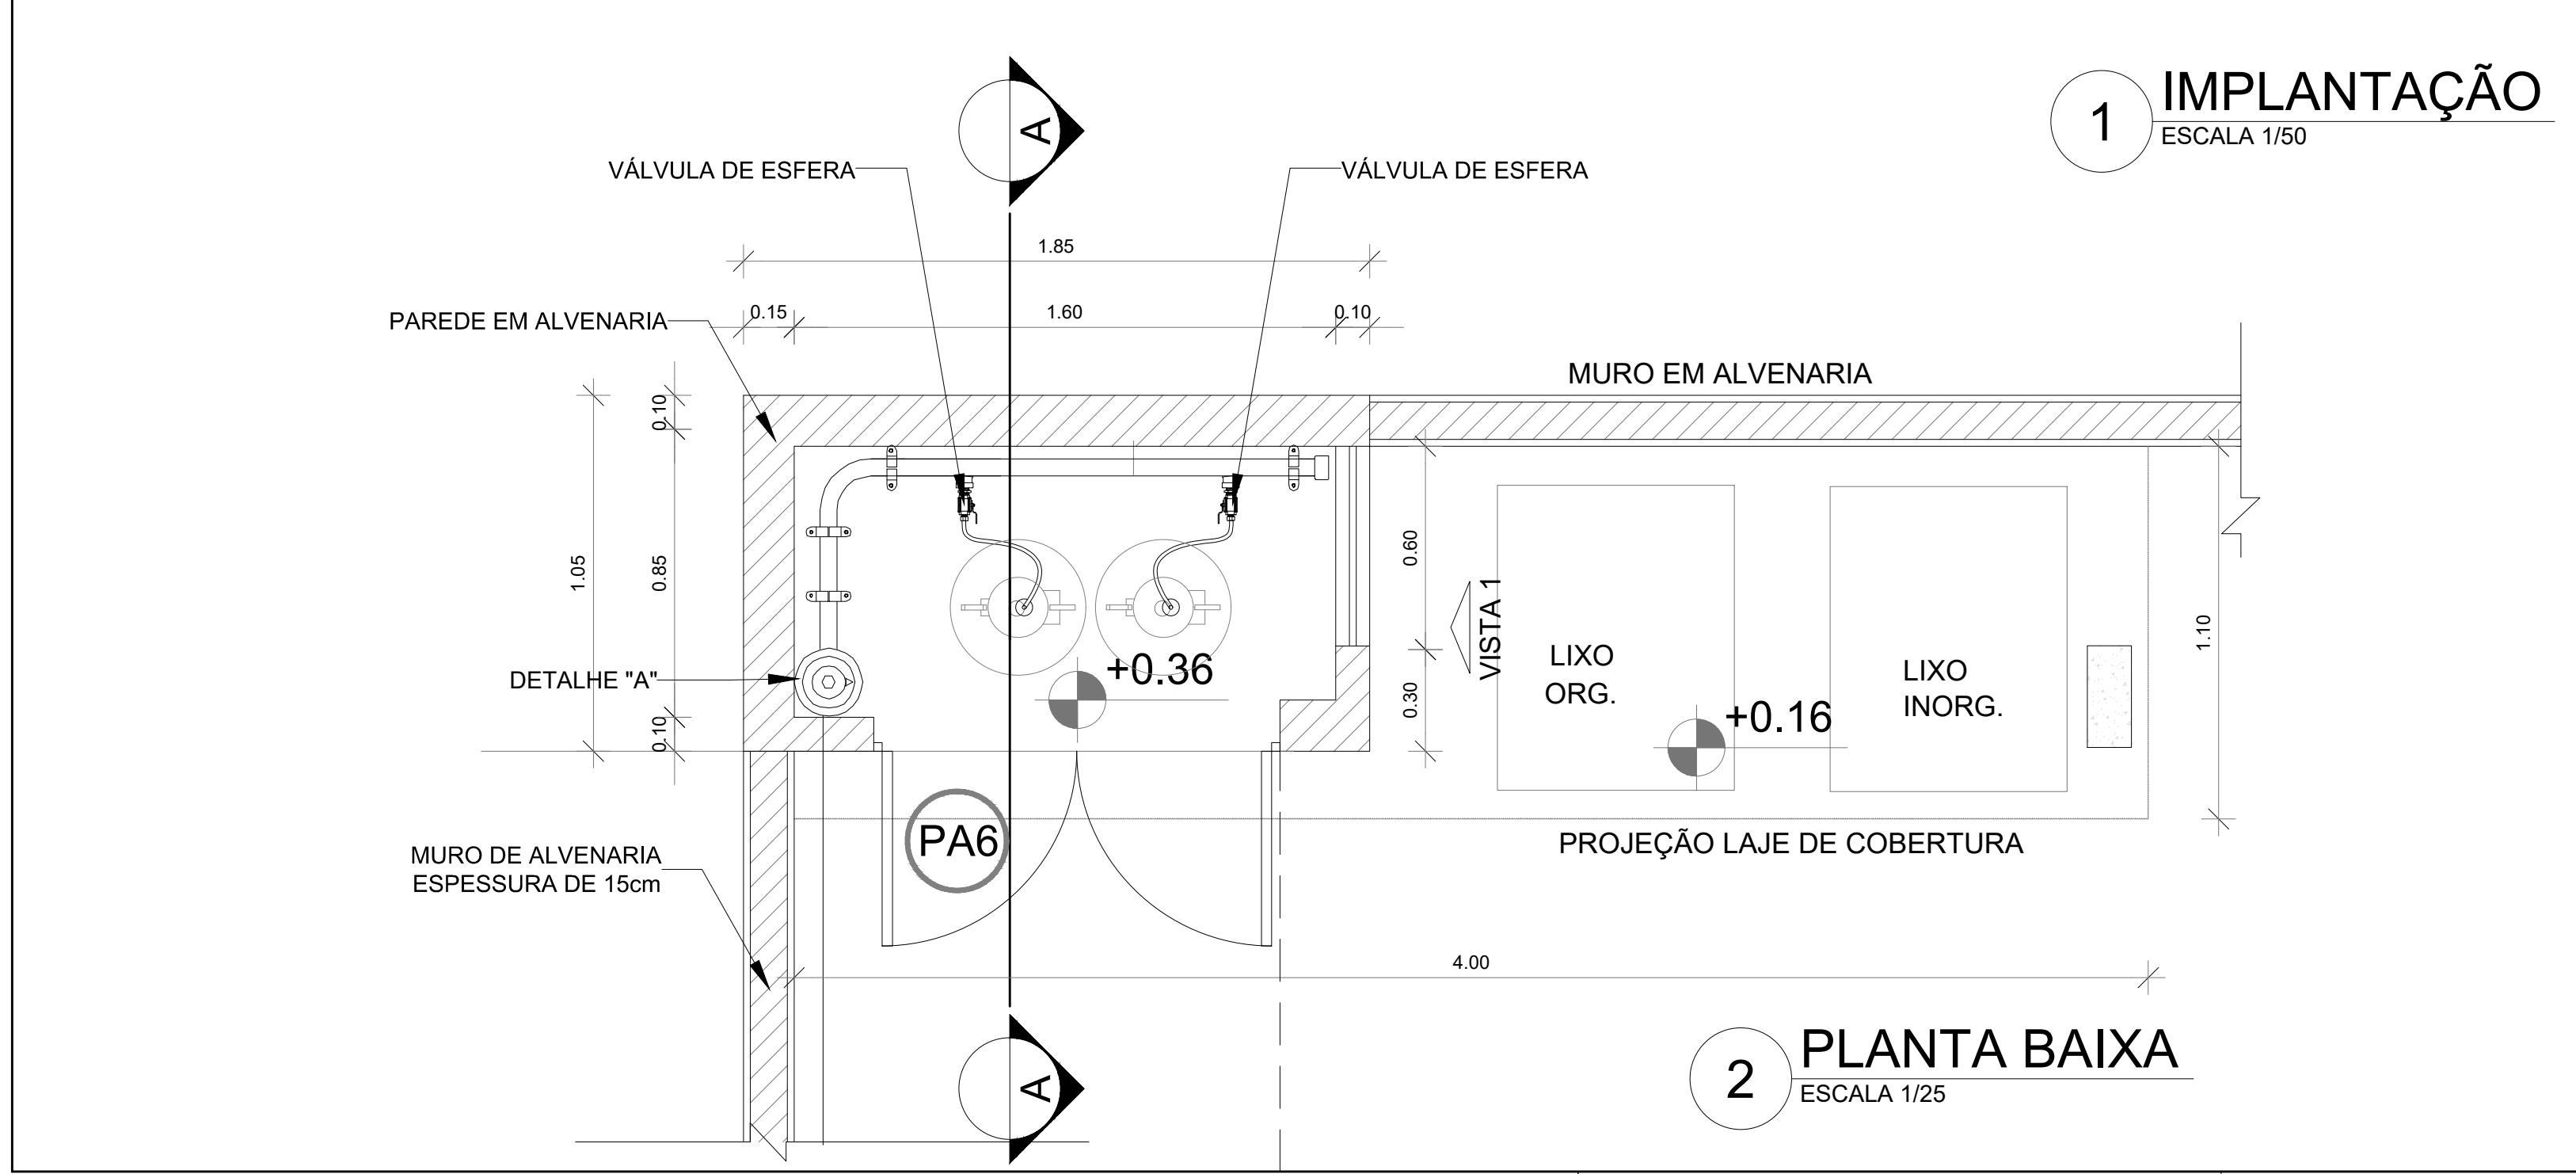 1
IMPLANTAÇÃO
ESCALA 1/50
A
VÁLVULA DE ESFERA
VÁLVULA DE ESFERA
1.85
0.15
1.60
0.10
PAREDE EM ALVENARIA
MURO EM ALVENARIA
0.10
1.05
0.85
0.10
0.60
0.30
1.10
VISTA 1
LIXO
ORG.
LIXO
INORG.
DETALHE "A"
+0.36
+0.16
PA6
PROJEÇÃO LAJE DE COBERTURA
MURO DE ALVENARIA
ESPESSURA DE 15cm
4.00
A
2
PLANTA BAIXA
ESCALA 1/25